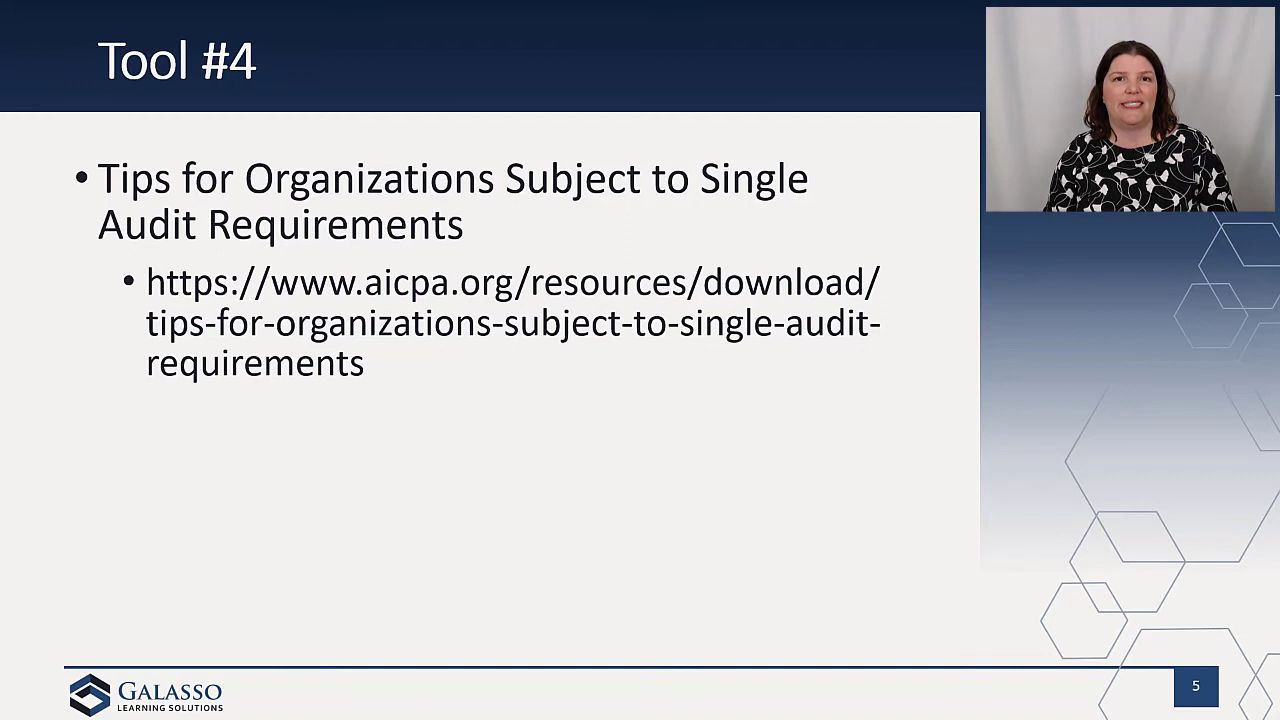 Tool #4
• Tips for Organizations Subject to Single
Audit Requirements
• https://www.aicpa.org/resources/download/
tips-for-organizations-subject-to-single-audit-
requirements
GALASSO
LEARNING SOLUTIONS
5